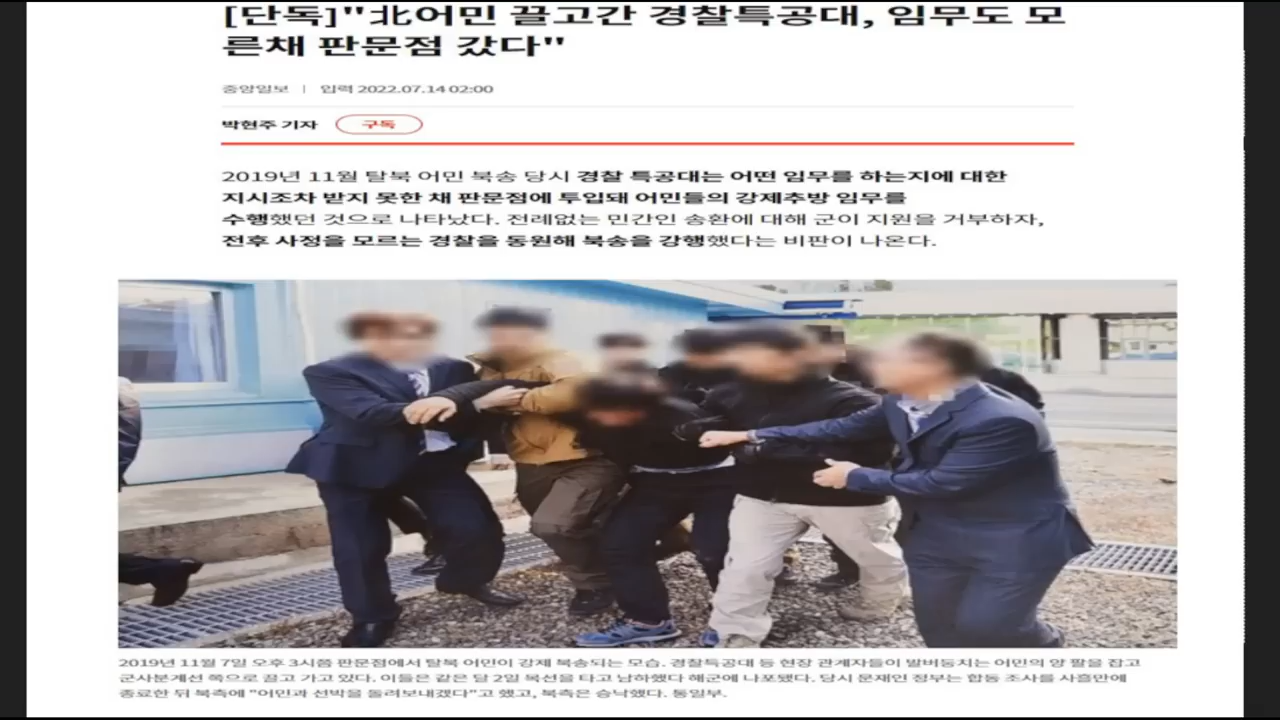 [단독]"北어민 끌고간 경찰특공대, 임무도 모
른채 판문점 갔다"
중앙일보 | 입력 2022.07.14 02:00
박현주 기자 구독
2019년 11월 탈북 어민 북송 당시 경찰 특공대는 어떤 임무를 하는지에 대한
지시조차 받지 못한 채 판문점에 투입돼 어민들의 강제추방 임무를
수행했던 것으로 나타났다. 전례없는 민간인 송환에 대해 군이 지원을 거부하자,
전후 사정을 모르는 경찰을 동원해 북송을 강행했다는 비판이 나온다.
2019년 11월 7일 오후 3시쯤 판문점에서 탈북 어민이 강제 북송되는 모습. 경찰특공대 등 현장 관계자들이 발버둥치는 어민의 양 팔을 잡고
군사분계선 쪽으로 끌고 가고 있다. 이들은 같은 달 2일 목선을 타고 남하했다 해군에 나포됐다. 당시 문재인 정부는 합동 조사를 사흘만에
종료한 뒤 북측에 "어민과 선박을 돌려보내겠다"고 했고, 북측은 승낙했다. 통일부.